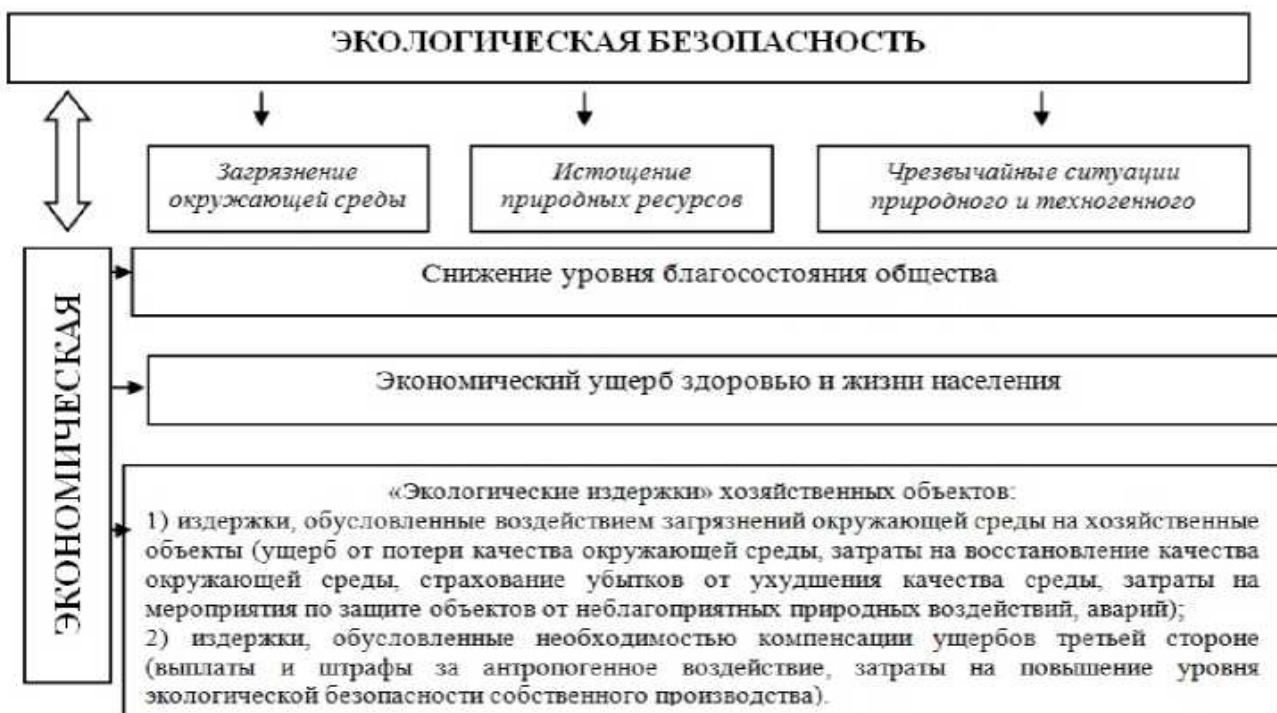 ЭКОЛОГИЧЕСКАЯ БЕЗОПАСНОСТЬ
Загрязнение
окружающей среды
Истощение
природных ресурсов
Чрезвычайные ситуации
природного и техногенного
ЭКОНОМИЧЕСКАЯ
Снижение уровня благосостояния общества
Экономический ущерб здоровью и жизни населения
«Экологические издержки» хозяйственных объектов:
1) издержки, обусловленные воздействием загрязнений окружающей среды на хозяйственные
объекты (ущерб от потери качества окружающей среды, затраты на восстановление качества
окружающей среды, страхование убытков от ухудшения качества среды, затраты на
мероприятия по защите объектов от неблагоприятных природных воздействий, аварий);
2) издержки, обусловленные необходимостью компенсации ущербов третьей стороне
(выплаты и штрафы за антропогенное воздействие, затраты на повышение уровня
экологической безопасности собственного производства).